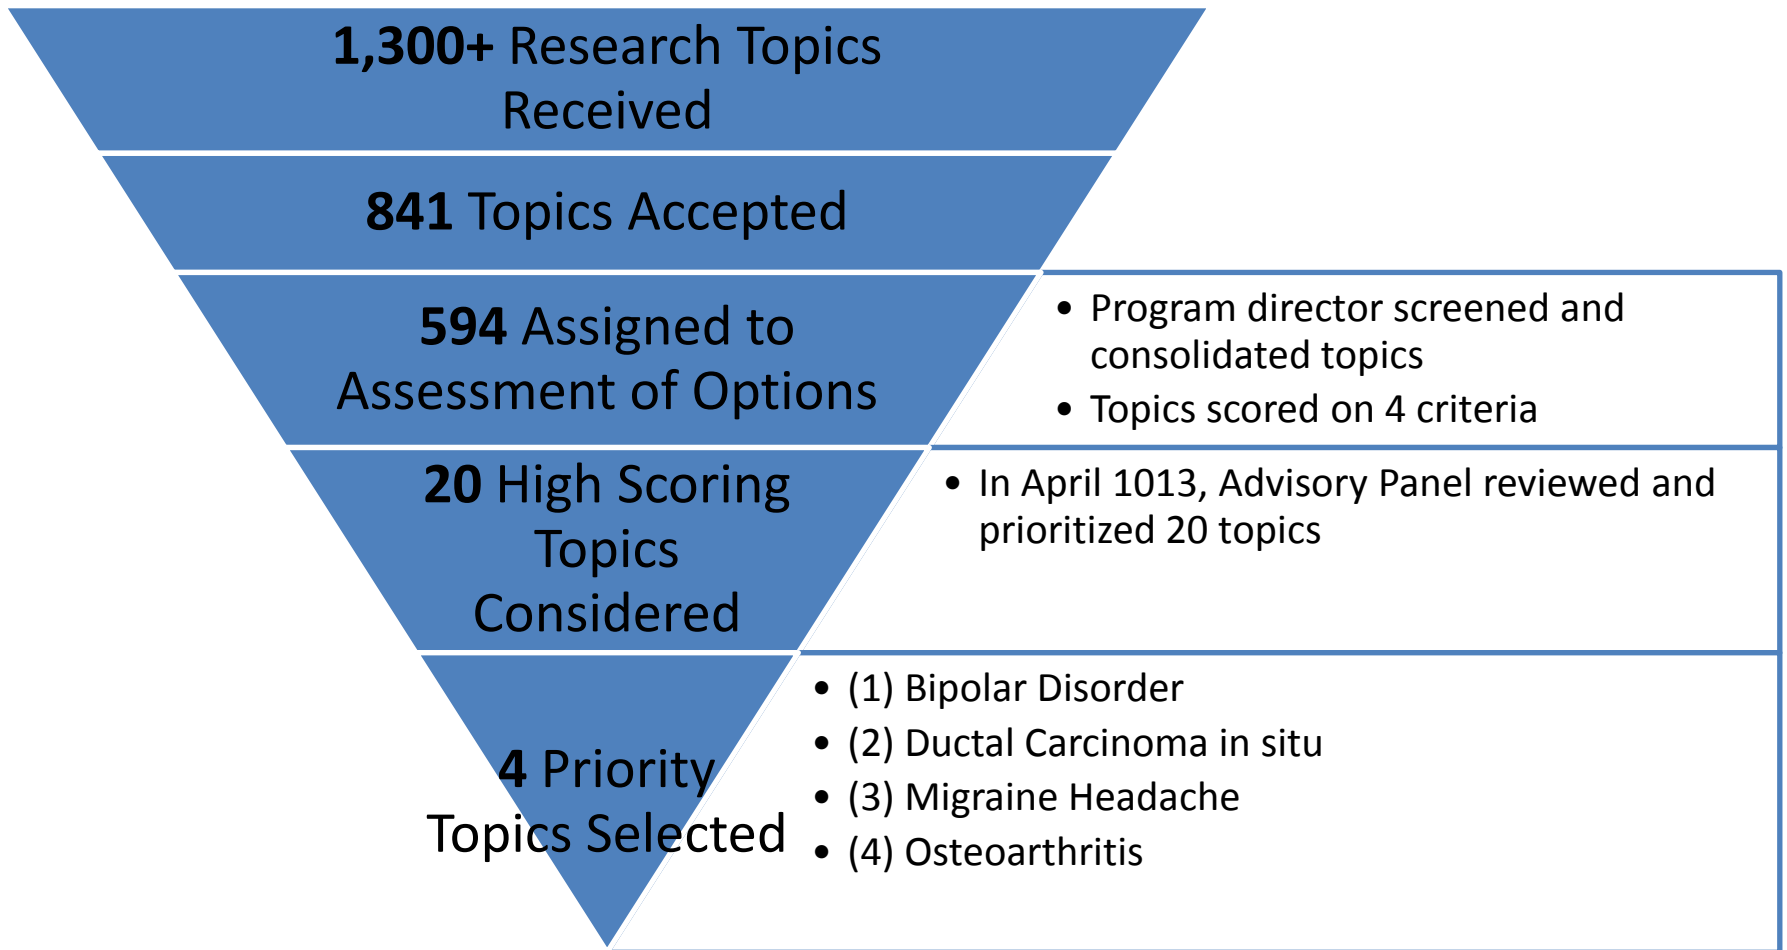 1,300+ Research Topics
Received
841 Topics Accepted
594 Assigned to
Assessment of Options
• Program director screened and
consolidated topics
• Topics scored on 4 criteria
20 High Scoring
Topics
Considered
• In April 1013, Advisory Panel reviewed and
prioritized 20 topics
4 Priority
Topics Selected
• (1) Bipolar Disorder
• (2) Ductal Carcinoma in situ
• (3) Migraine Headache
• (4) Osteoarthritis